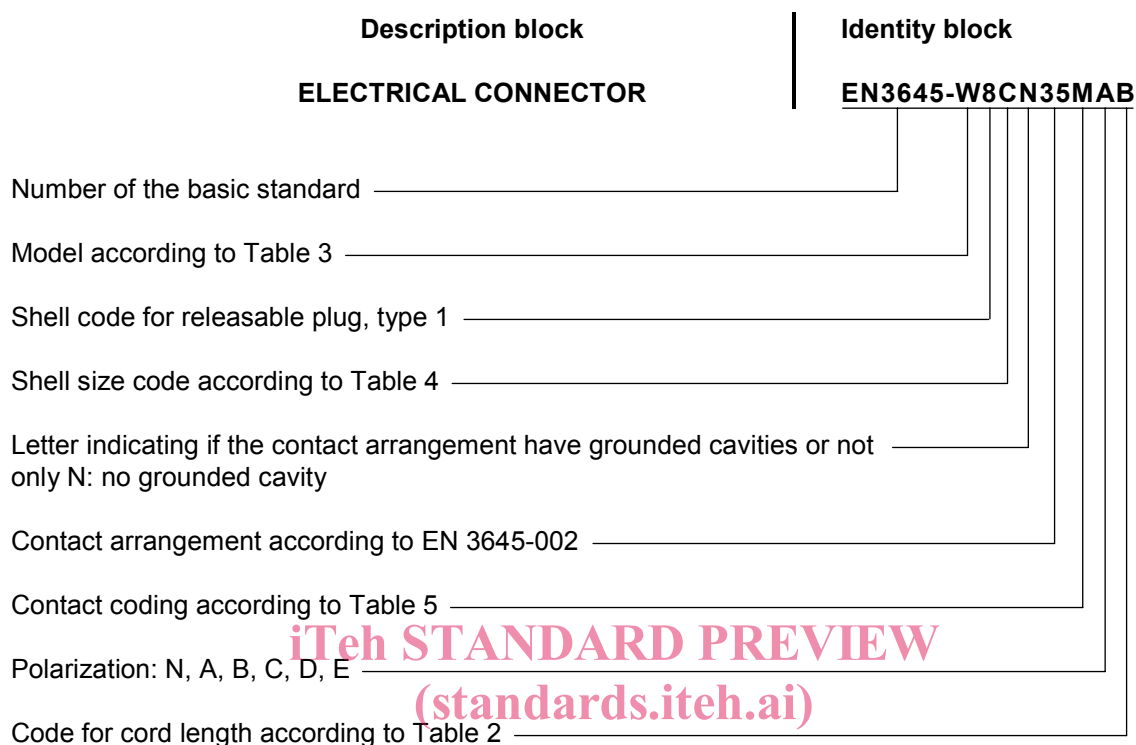 Description block
Identity block
ELECTRICAL CONNECTOR
EN3645-W8CN35MAB
Number of the basic standard
Model according to Table 3
Shell code for releasable plug, type 1
Shell size code according to Table 4
Letter indicating if the contact arrangement have grounded cavities or not
only N: no grounded cavity
Contact arrangement according to EN 3645-002
Contact coding according to Table 5
iTeh STANDARD PREVIEW
Polarization: N, A, B, C, D, E
(standards.iteh.ai)
Code for cord length according to Table 2